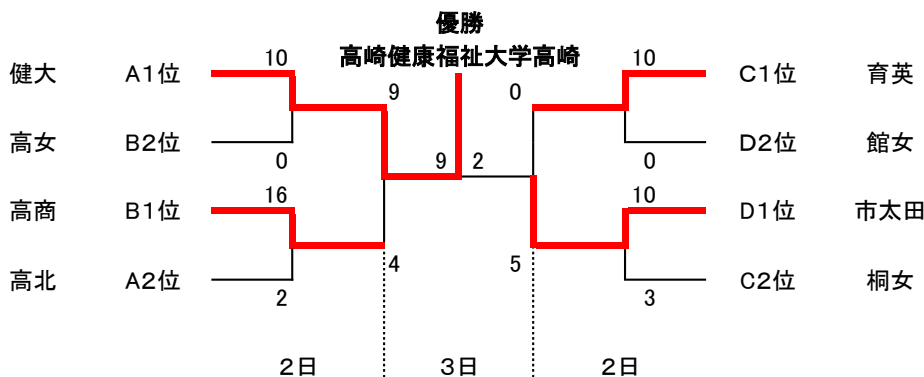 優勝
高崎健康福祉大学高崎
健大 A1位 10 9 0 10 C1位 育英
高女 B2位 0 9 2 0 D2位 館女
高商 B1位 16 10 D1位 市太田
高北 A2位 2 4 5 3 C2位 桐女
2日 3日 2日